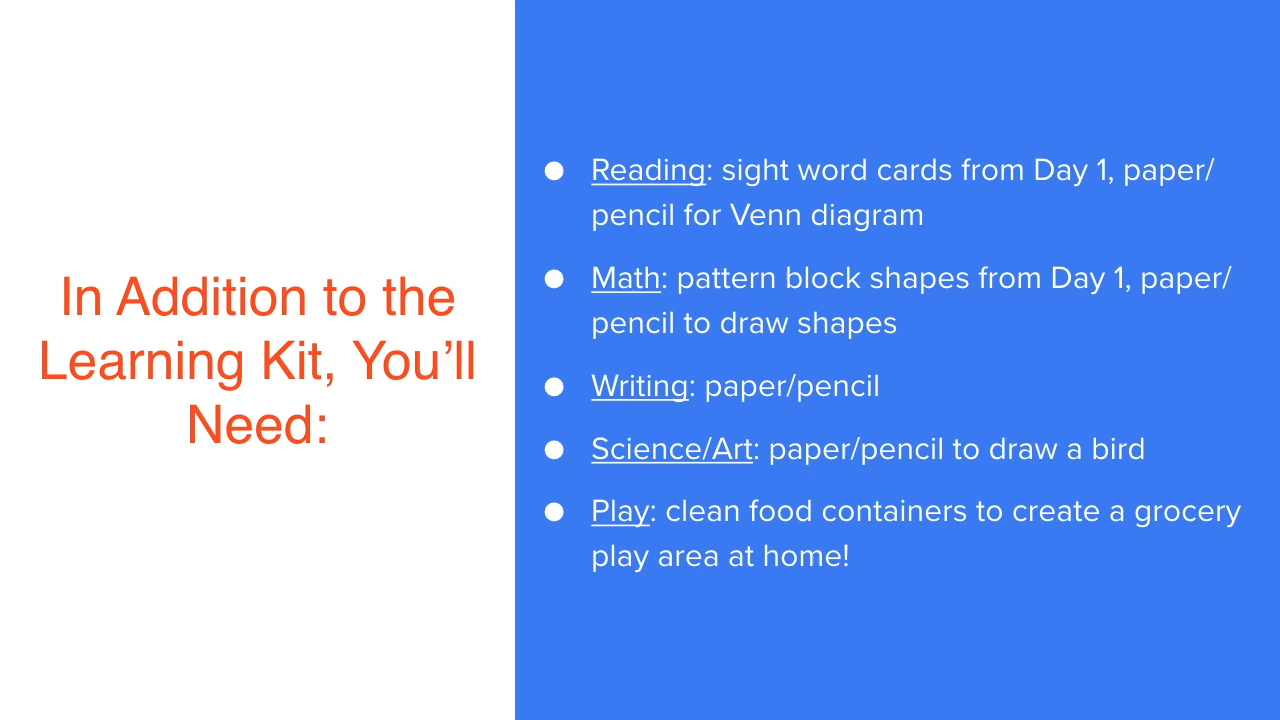 In Addition to the
Learning Kit, You’ll
Need:
● Reading: sight word cards from Day 1, paper/
pencil for Venn diagram
● Math: pattern block shapes from Day 1, paper/
pencil to draw shapes
● Writing: paper/pencil
● Science/Art: paper/pencil to draw a bird
● Play: clean food containers to create a grocery
play area at home!